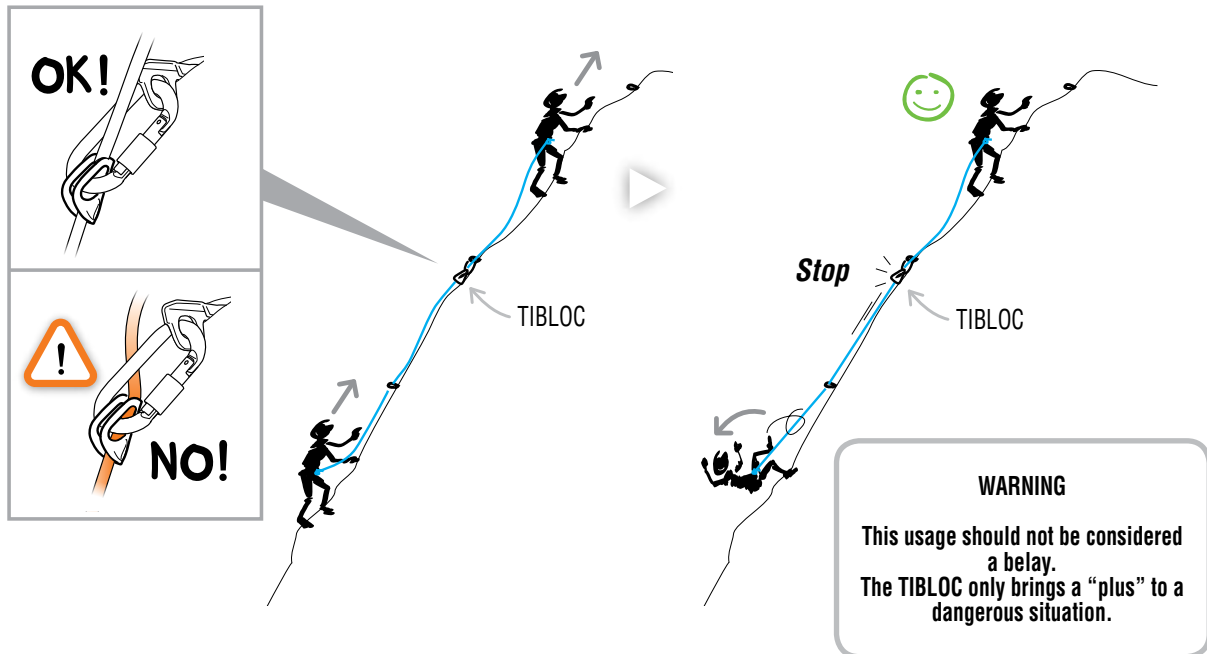 OK!
!
NO!
TIBLOC
Stop
TIBLOC
WARNING
This usage should not be considered
a belay.
The TIBLOC only brings a “plus” to a
dangerous situation.